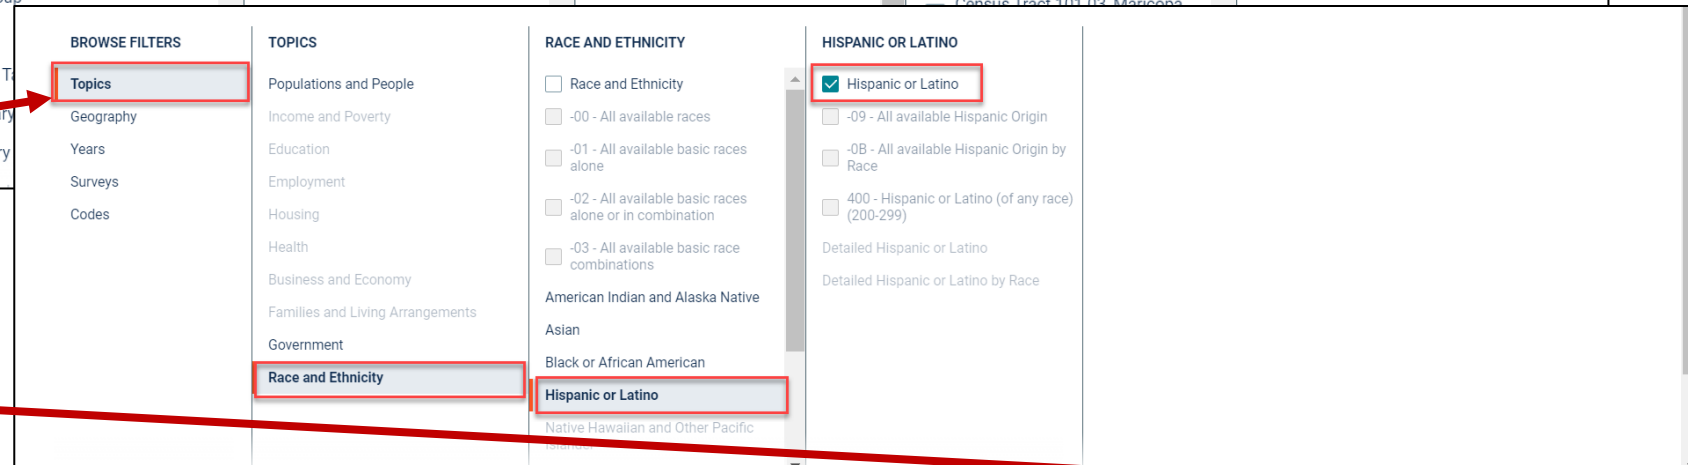 Census Tract 101.03, Maricopa
BROWSE FILTERS
Topics
Geography
Years
Surveys
Codes
TOPICS
Populations and People
Income and Poverty
Education
Employment
Housing
Health
Business and Economy
Families and Living Arrangements
Government
Race and Ethnicity
RACE AND ETHNICITY
Race and Ethnicity
-00 - All available races
-01 - All available basic races
alone
-02 - All available basic races
alone or in combination
-03 - All available basic race
combinations
American Indian and Alaska Native
Asian
Black or African American
Hispanic or Latino
Native Hawaiian and Other Pacific
HISPANIC OR LATINO
Hispanic or Latino
-09 - All available Hispanic Origin
-0B - All available Hispanic Origin by
Race
400 - Hispanic or Latino (of any race)
(200-299)
Detailed Hispanic or Latino
Detailed Hispanic or Latino by Race